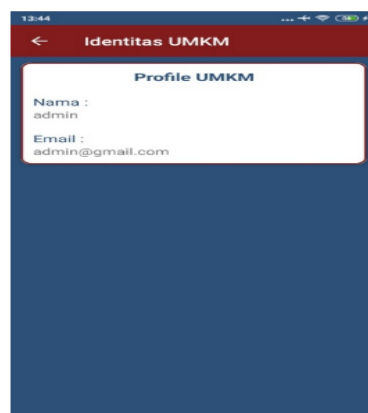 13:44
Identitas UMKM
Profile UMKM
Nama :
admin
Email :
admin@gmail.com